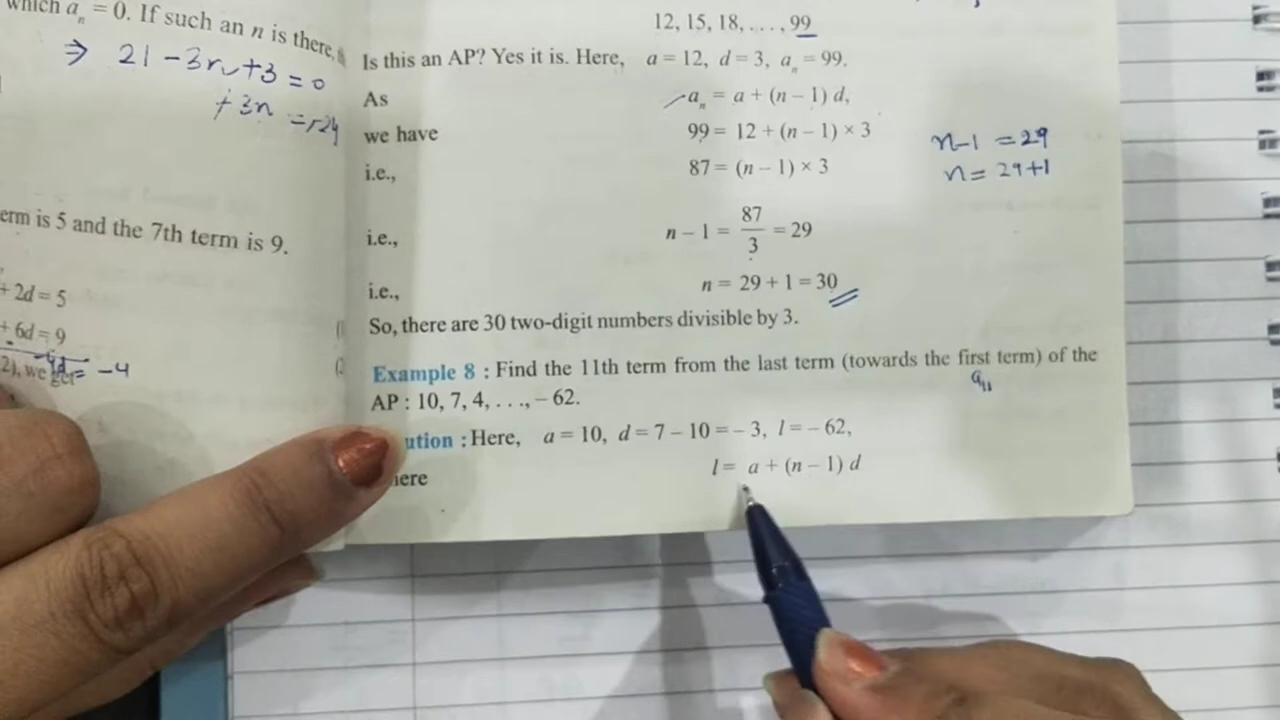 which aₙ = 0. If such an n is there,
⇒ 21 – 3n + 3 = 0
erm is 5 and the 7th term is 9.
+ 2d = 5
+ 6d = 9
2), we get
= –4
12, 15, 18, . . . , 99
Is this an AP? Yes it is. Here, a = 12, d = 3, aₙ = 99.
As aₙ = a + (n – 1) d,
we have 99 = 12 + (n – 1) × 3
i.e., 87 = (n – 1) × 3
n–1 = 29
n = 29+1
i.e., n – 1 = 87/3 = 29
i.e., n = 29 + 1 = 30
So, there are 30 two-digit numbers divisible by 3.
Example 8 : Find the 11th term from the last term (towards the first term) of the
a₁₁
AP : 10, 7, 4, . . ., – 62.
ution : Here, a = 10, d = 7 – 10 = – 3, l = – 62,
here l = a + (n – 1) d